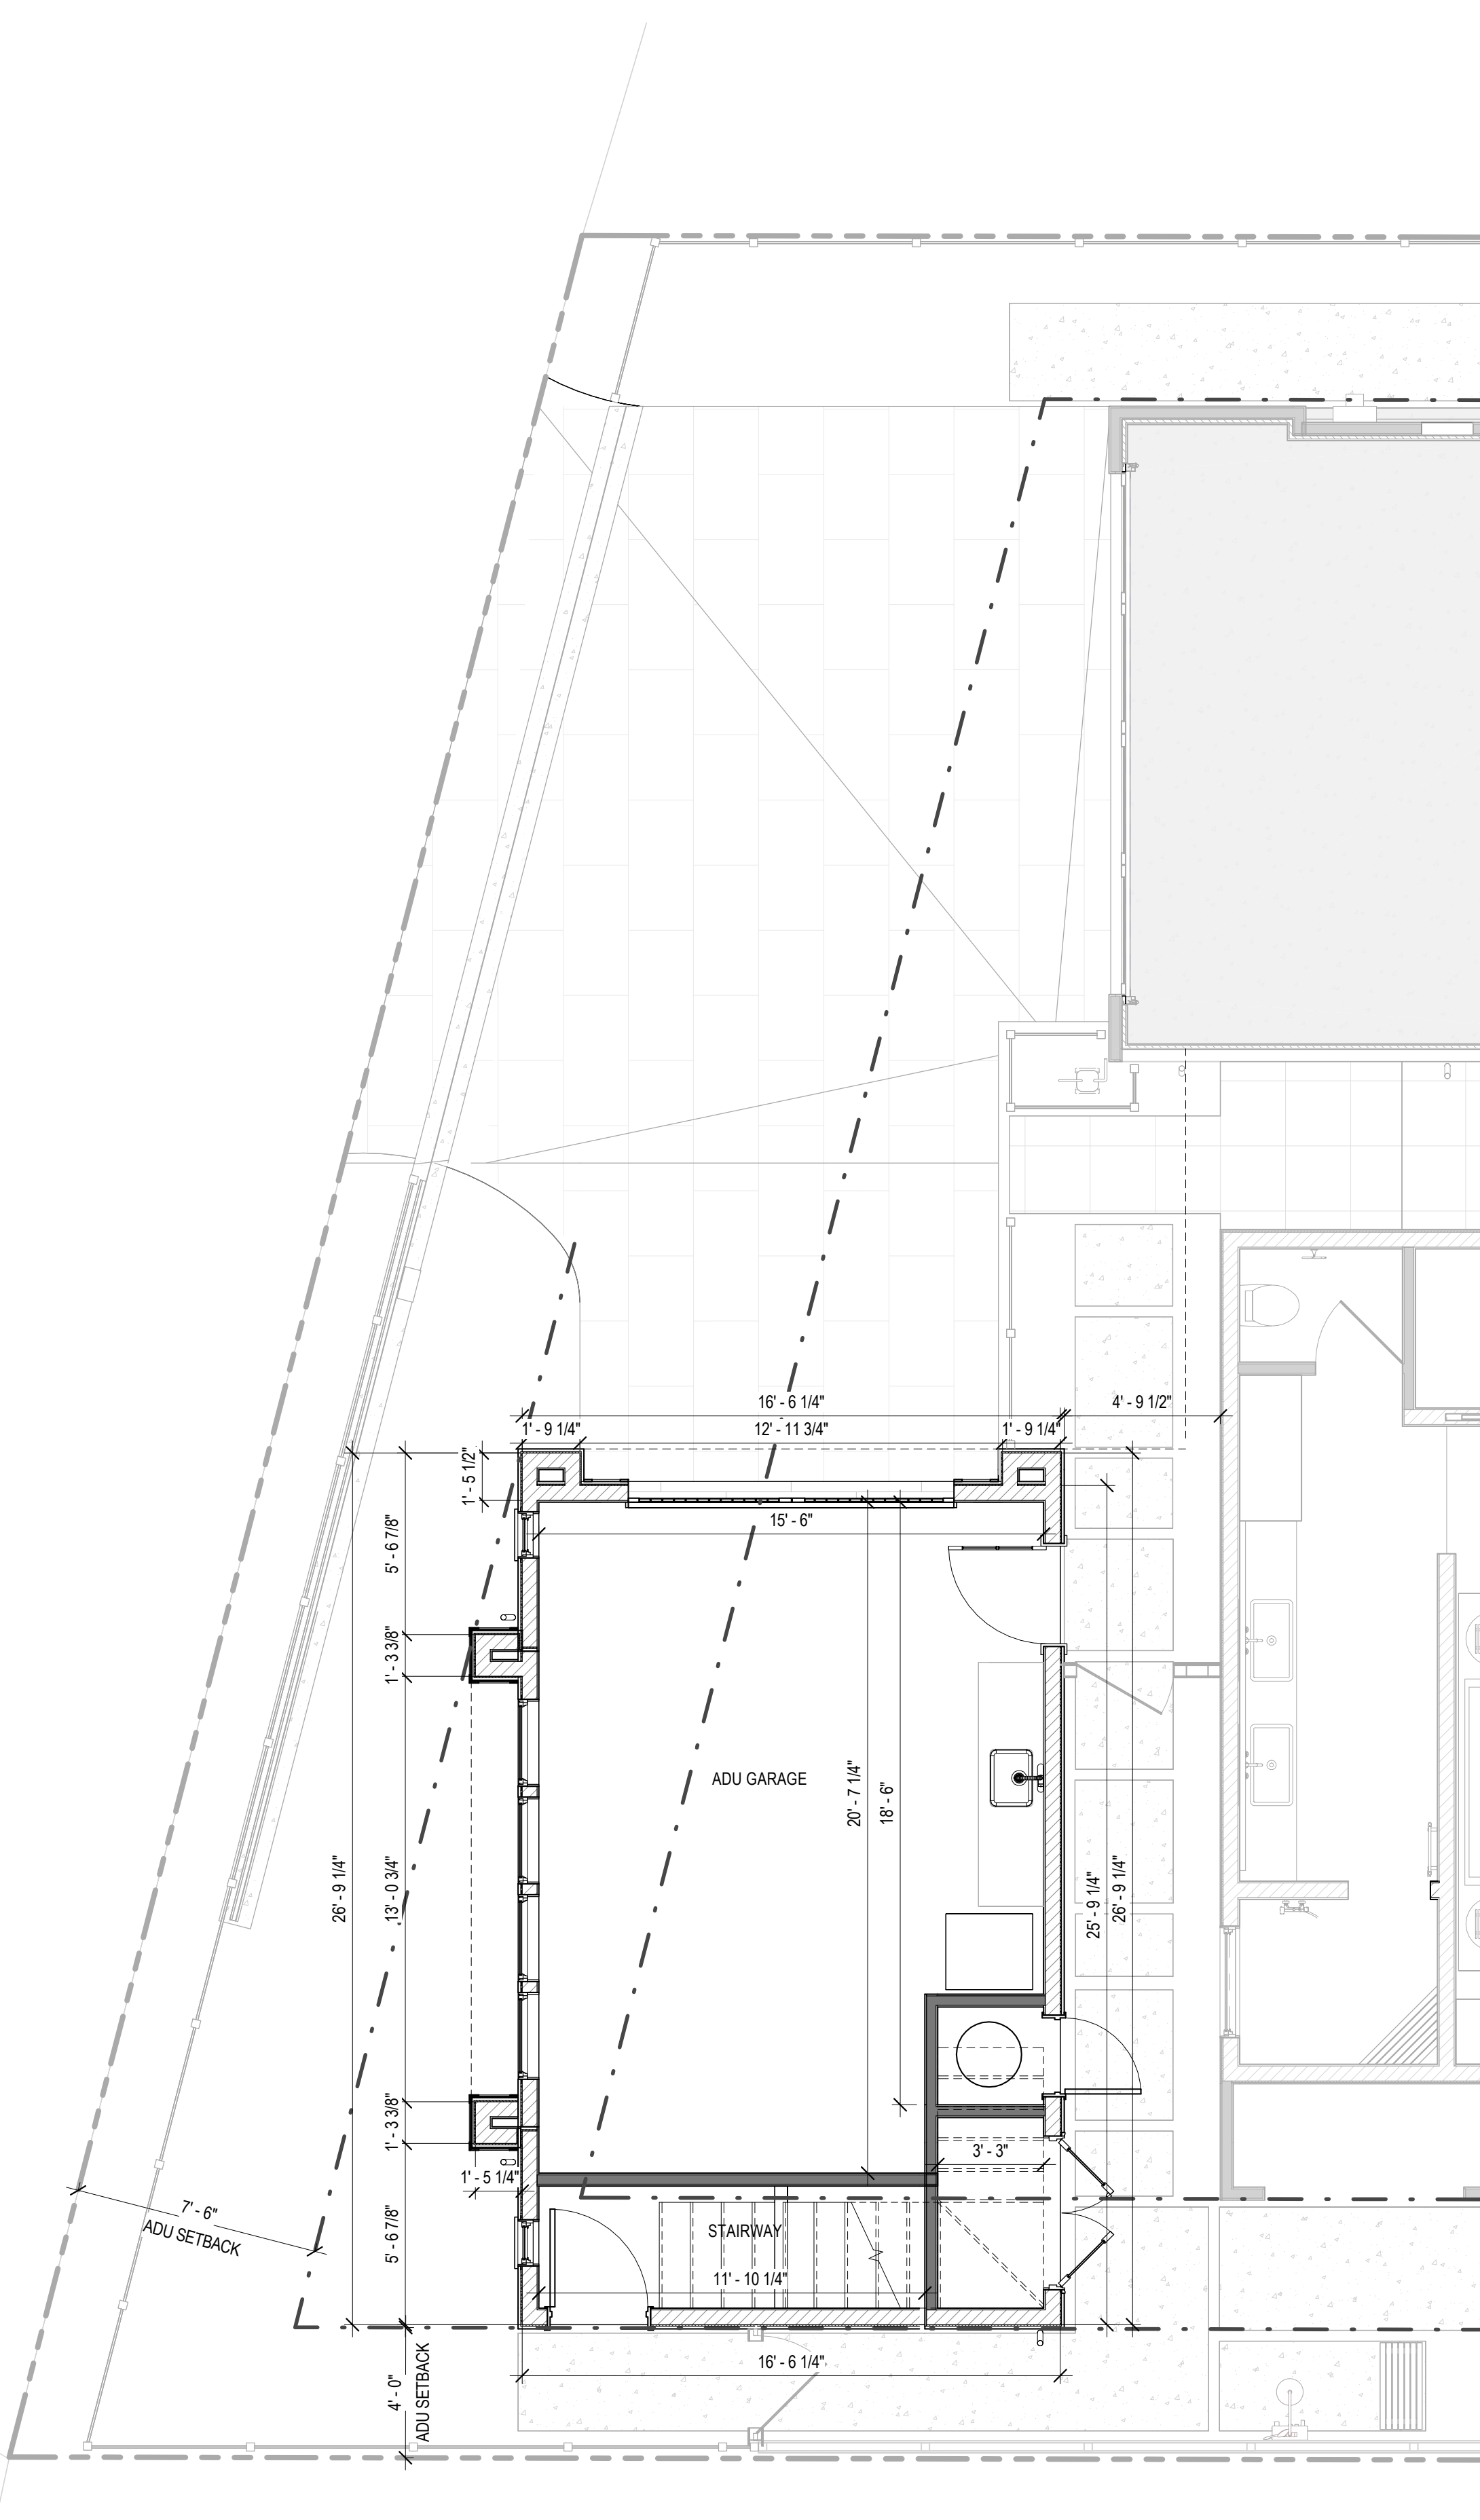 16' - 6 1/4"
4' - 9 1/2"
1' - 9 1/4"
12' - 11 3/4"
1' - 9 1/4"
1' - 5 1/2"
15' - 6"
5' - 6 7/8"
1' - 3 3/8"
ADU GARAGE
20' - 7 1/4"
18' - 6"
26' - 9 1/4"
13' - 0 3/4"
25' - 9 1/4"
26' - 9 1/4"
1' - 3 3/8"
3' - 3"
1' - 5 1/4"
7' - 6"
ADU SETBACK
5' - 6 7/8"
STAIRWAY
11' - 10 1/4"
16' - 6 1/4"
4' - 0"
ADU SETBACK